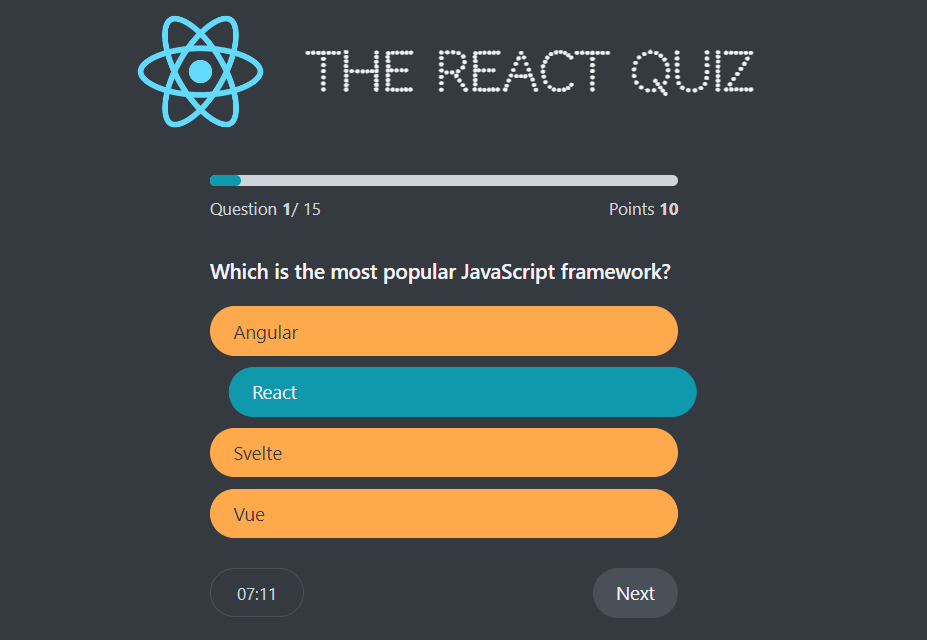 THE REACT QUIZ
Question 1/ 15 Points 10
Which is the most popular JavaScript framework?
Angular
React
Svelte
Vue
07:11 Next